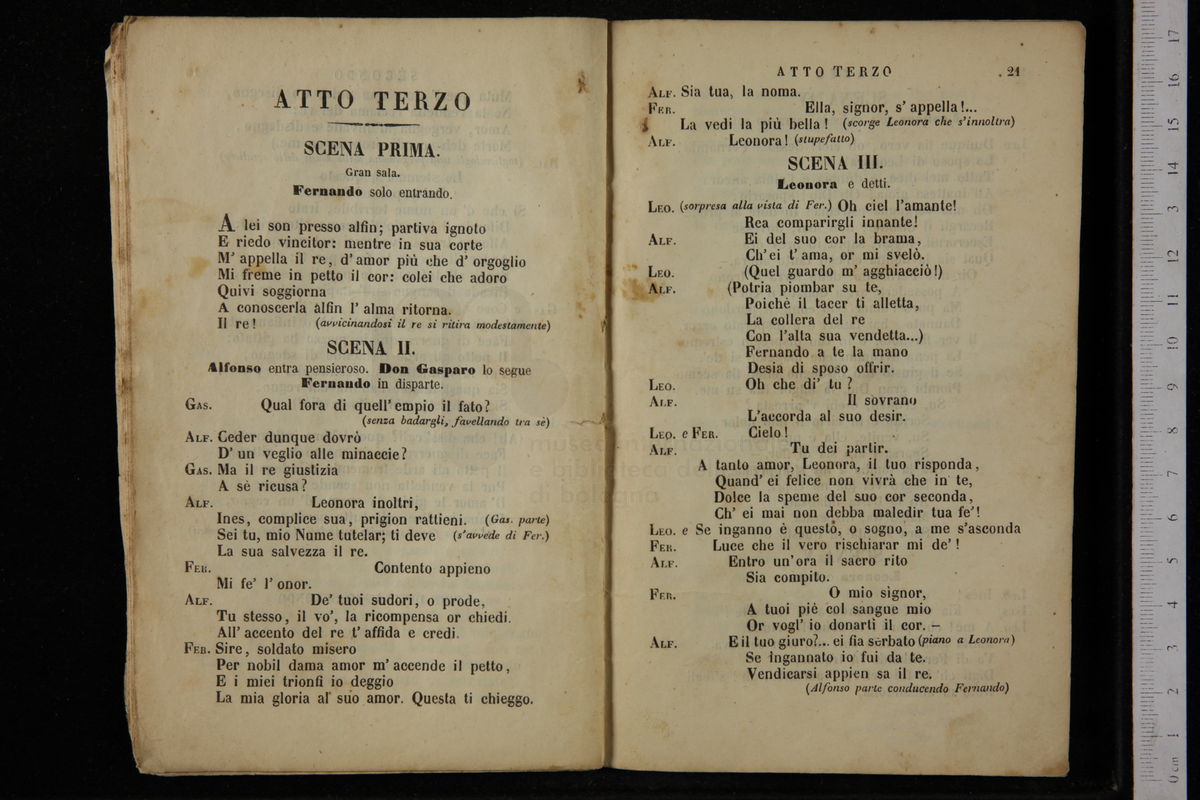 ATTO TERZO
SCENA PRIMA.
Gran sala.
Fernando solo entrando.
A lei son presso alfin; partiva ignoto
E riedo vincitor: mentre in sua corte
M' appella il re, d' amor più che d' orgoglio
Mi freme in petto il cor: colei che adoro
Quivi soggiorna
A conoscerla alfin l' alma ritorna.
Il re! (avvicinandosi il re si ritira modestamente)
SCENA II.
Alfonso entra pensieroso. Don Gasparo lo segue
Fernando in disparte.
GAS. Qual fora di quell' empio il fato?
(senza badargli, favellando tra sè)
ALF. Ceder dunque dovrò
D' un veglio alle minaccie?
GAS. Ma il re giustizia
A sè ricusa?
ALF. Leonora inoltri,
Ines, complice sua, prigion rattieni. (Gas. parte)
Sei tu, mio Nume tutelar; ti deve (s'avvede di Fer.)
La sua salvezza il re.
FER. Contento appieno
Mi fe' l' onor.
ALF. De' tuoi sudori, o prode,
Tu stesso, il vo', la ricompensa or chiedi.
All' accento del re t' affida e credi.
FER. Sire, soldato misero
Per nobil dama amor m' accende il petto,
E i miei trionfi io deggio
La mia gloria al suo amor. Questa ti chieggo.
ATTO TERZO 21
ALF. Sia tua, la noma.
FER. Ella, signor, s' appella!...
La vedi la più bella! (scorge Leonora che s'innoltra)
ALF. Leonora! (stupefatto)
SCENA III.
Leonora e detti.
LEO. (sorpresa alla vista di Fer.) Oh ciel l'amante!
Rea comparirgli innante!
ALF. Ei del suo cor la brama,
Ch' ei t' ama, or mi svelò.
LEO. (Quel guardo m' agghiacciò!)
ALF. (Potria piombar su te,
Poichè il tacer ti alletta,
La collera del re
Con l'alta sua vendetta...)
Fernando a te la mano
Desia di sposo offrir.
LEO. Oh che di' tu?
ALF. Il sovrano
L'accorda al suo desir.
LEO. e FER. Cielo!
ALF. Tu dei partir.
A tanto amor, Leonora, il tuo risponda,
Quand' ei felice non vivrà che in te,
Dolce la speme del suo cor seconda,
Ch' ei mai non debba maledir tua fe'!
LEO. e Se inganno è questo, o sogno, a me s'asconda
FER. Luce che il vero rischiarar mi de'!
ALF. Entro un'ora il sacro rito
Sia compito.
FER. O mio signor,
A tuoi piè col sangue mio
Or vogl' io donarti il cor. –
ALF. E il tuo giuro?... ei fia serbato (piano a Leonora)
Se ingannato io fui da te.
Vendicarsi appien sa il re.
(Alfonso parte conducendo Fernando)